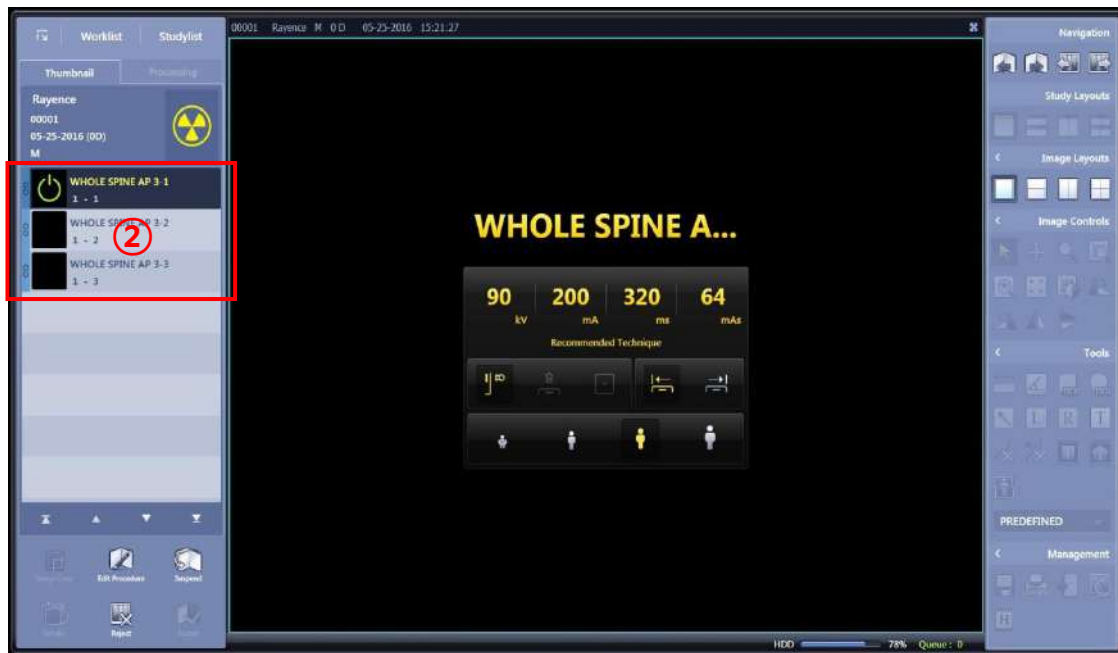 Worklist Studylist
00001 Rayence M 0D 05-25-2016 15:21:27
Navigation
Thumbnail Processing
Rayence
00001
05-25-2016 (0D)
M
Study Layouts
Image Layouts
WHOLE SPINE AP 3-1
1 - 1
WHOLE SPINE AP 3-2
1 - 2
②
WHOLE SPINE AP 3-3
1 - 3
WHOLE SPINE A...
Image Controls
90 200 320 64
kV mA ms mAs
Recommended Technique
Tools
L R T
PREDEFINED
Edit Procedure Suspend
Management
Reject
H
HDD 78% Queue : 0